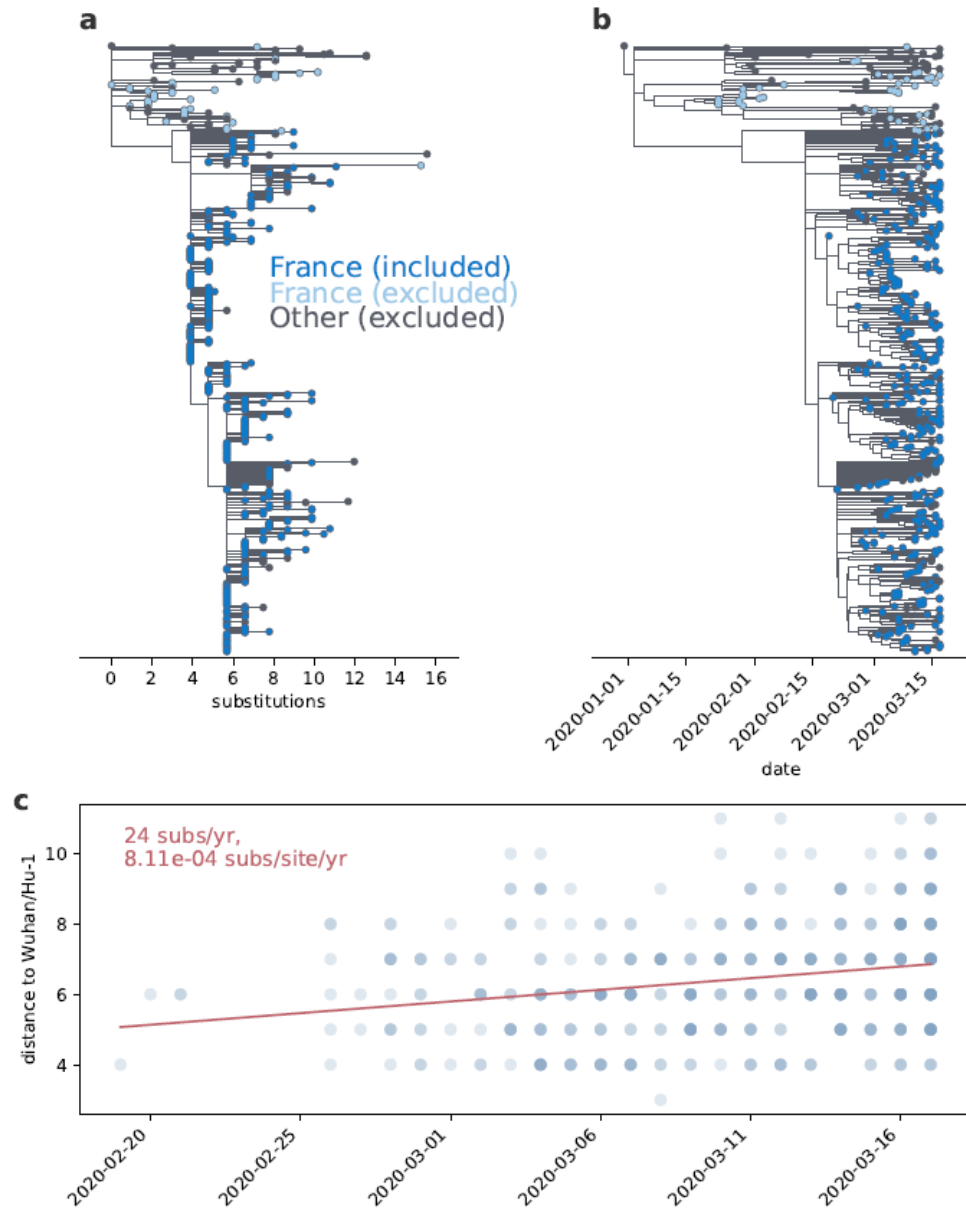 a
b
France (included)
France (excluded)
Other (excluded)
0 2 4 6 8 10 12 14 16
substitutions
2020-01-01 2020-01-15 2020-02-01 2020-02-15 2020-03-01 2020-03-15
date
c
24 subs/yr,
8.11e-04 subs/site/yr
distance to Wuhan/Hu-1
10
8
6
4
2020-02-20 2020-02-25 2020-03-01 2020-03-06 2020-03-11 2020-03-16